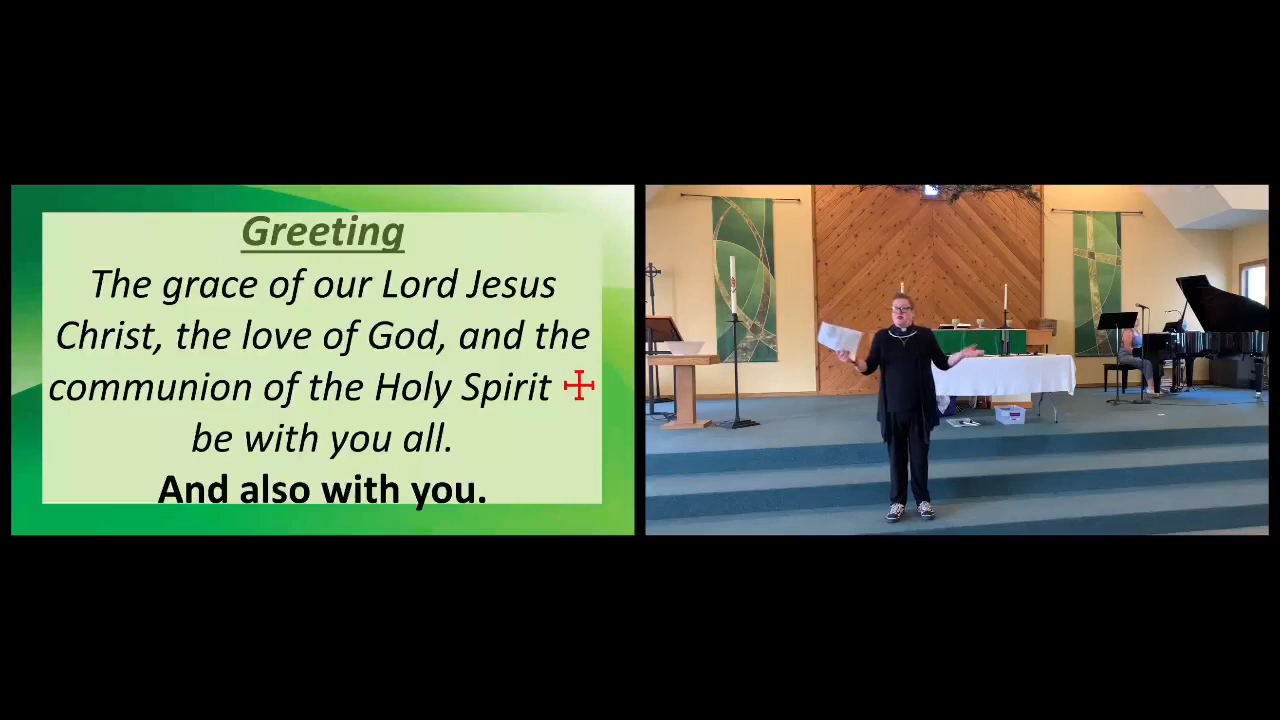 Greeting
The grace of our Lord Jesus
Christ, the love of God, and the
communion of the Holy Spirit ☩
be with you all.
And also with you.